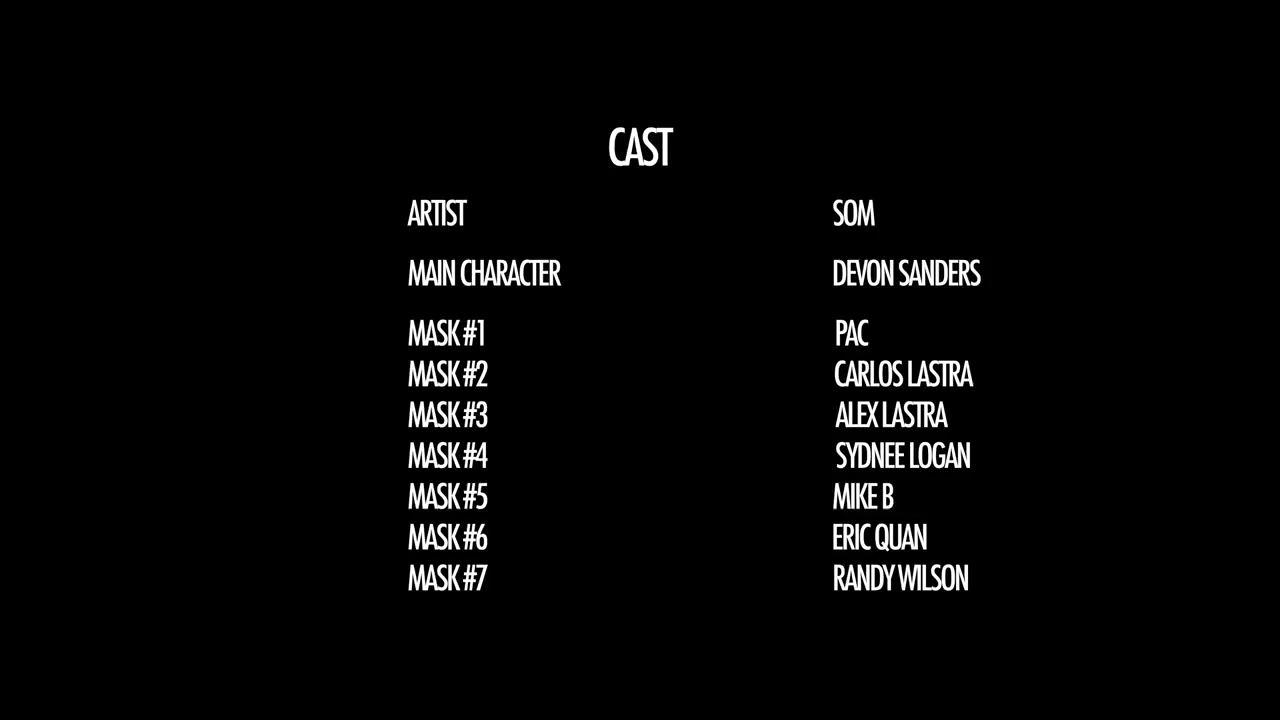 CAST
ARTIST SOM
MAIN CHARACTER DEVON SANDERS
MASK #1 PAC
MASK #2 CARLOS LASTRA
MASK #3 ALEX LASTRA
MASK #4 SYDNEE LOGAN
MASK #5 MIKE B
MASK #6 ERIC QUAN
MASK #7 RANDY WILSON